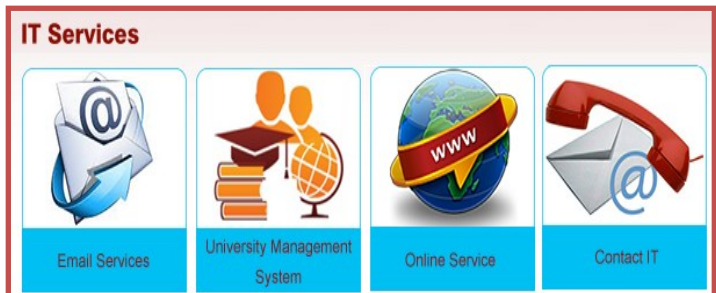 IT Services
@
Email Services
University Management
System
WWW
Online Service
@
Contact IT